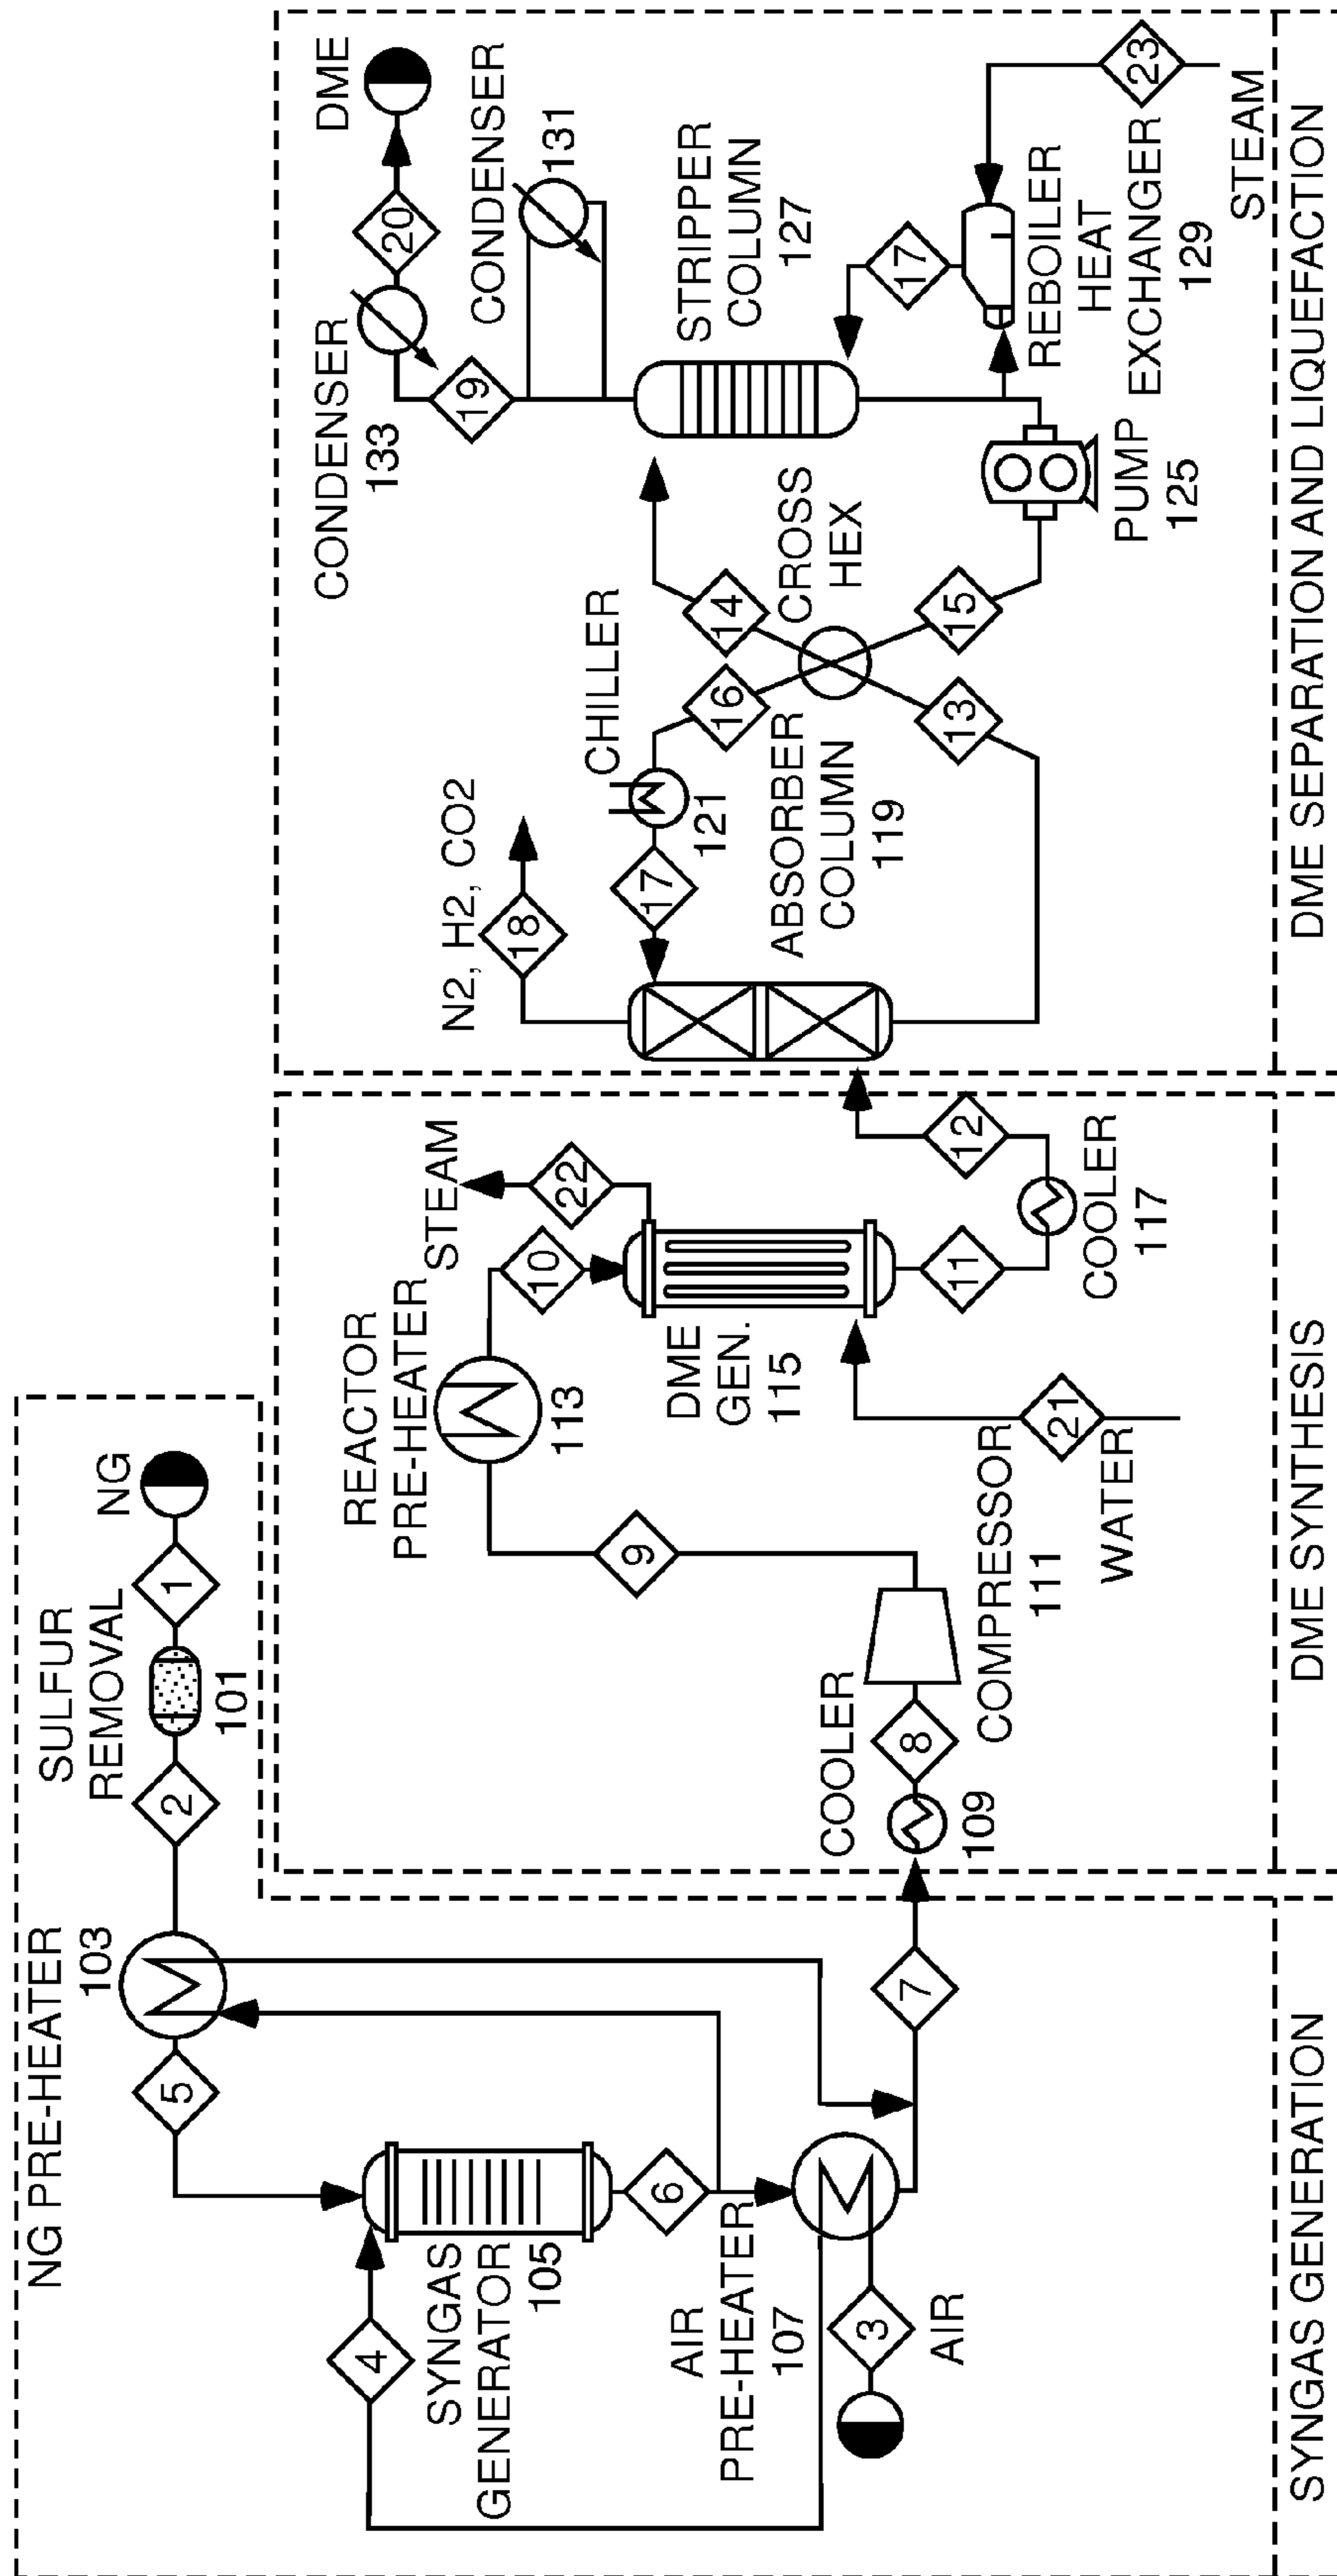 NG PRE-HEATER
103
SULFUR
REMOVAL
101
NG
1
2
5
4
SYNGAS
GENERATOR
105
6
AIR
PRE-HEATER
107
3
AIR
7
SYNGAS GENERATION
COOLER
109
8
COMPRESSOR
111
9
REACTOR
PRE-HEATER
113
10
STEAM
22
DME
GEN.
115
21
WATER
11
COOLER
117
12
DME SYNTHESIS
N2, H2, CO2
18
ABSORBER
COLUMN
119
17
CHILLER
121
16
14
CROSS
HEX
13
15
PUMP
125
STRIPPER
COLUMN
127
17
REBOILER
HEAT
EXCHANGER
129
23
STEAM
CONDENSER
131
19
CONDENSER
133
20
DME
DME SEPARATION AND LIQUEFACTION